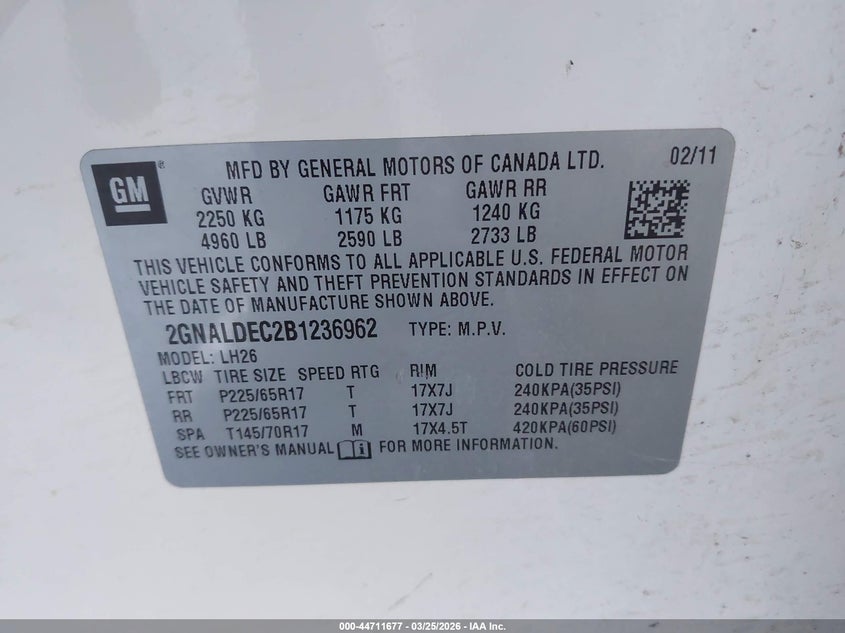 GM ® MFD BY GENERAL MOTORS OF CANADA LTD. 02/11
GVWR GAWR FRT GAWR RR
2250 KG 1175 KG 1240 KG
4960 LB 2590 LB 2733 LB
THIS VEHICLE CONFORMS TO ALL APPLICABLE U.S. FEDERAL MOTOR
VEHICLE SAFETY AND THEFT PREVENTION STANDARDS IN EFFECT ON
THE DATE OF MANUFACTURE SHOWN ABOVE.
2GNALDEC2B1236962 TYPE: M.P.V.
MODEL: LH26
LBCW TIRE SIZE SPEED RTG RIM COLD TIRE PRESSURE
FRT P225/65R17 T 17X7J 240KPA(35PSI)
RR P225/65R17 T 17X7J 240KPA(35PSI)
SPA T145/70R17 M 17X4.5T 420KPA(60PSI)
SEE OWNER'S MANUAL FOR MORE INFORMATION.
000-44711677 — 03/25/2026 — IAA Inc.